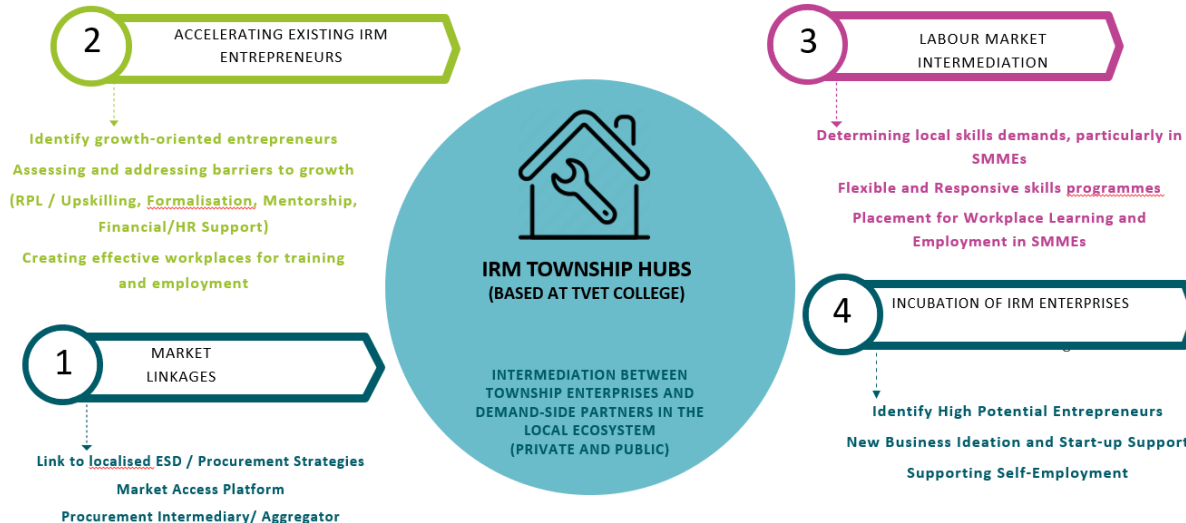 2
ACCELERATING EXISTING IRM
ENTREPRENEURS
Identify growth-oriented entrepreneurs
Assessing and addressing barriers to growth
(RPL / Upskilling, Formalisation, Mentorship,
Financial/HR Support)
Creating effective workplaces for training
and employment
1
MARKET
LINKAGES
Link to localised ESD / Procurement Strategies
Market Access Platform
Procurement Intermediary/ Aggregator
IRM TOWNSHIP HUBS
(BASED AT TVET COLLEGE)
INTERMEDIATION BETWEEN
TOWNSHIP ENTERPRISES AND
DEMAND-SIDE PARTNERS IN THE
LOCAL ECOSYSTEM
(PRIVATE AND PUBLIC)
3
LABOUR MARKET
INTERMEDIATION
Determining local skills demands, particularly in
SMMEs
Flexible and Responsive skills programmes
Placement for Workplace Learning and
Employment in SMMEs
4
INCUBATION OF IRM ENTERPRISES
Identify High Potential Entrepreneurs
New Business Ideation and Start-up Support
Supporting Self-Employment